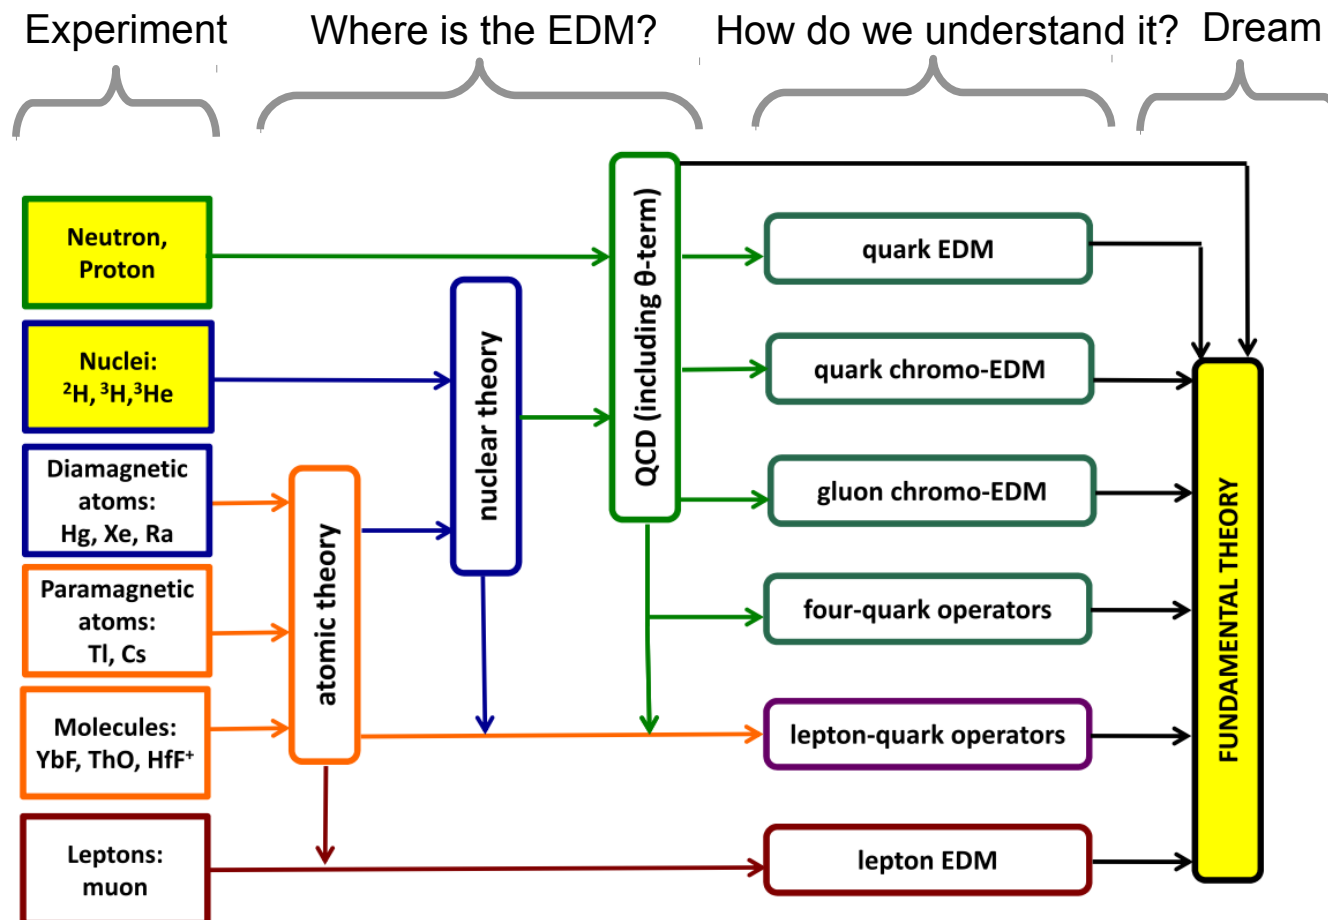 Experiment
Where is the EDM?
How do we understand it?
Dream
Neutron,
Proton
Nuclei:
²H, ³H,³He
Diamagnetic
atoms:
Hg, Xe, Ra
Paramagnetic
atoms:
Tl, Cs
Molecules:
YbF, ThO, HfF⁺
Leptons:
muon
atomic theory
nuclear theory
QCD (including θ-term)
quark EDM
quark chromo-EDM
gluon chromo-EDM
four-quark operators
lepton-quark operators
lepton EDM
FUNDAMENTAL THEORY